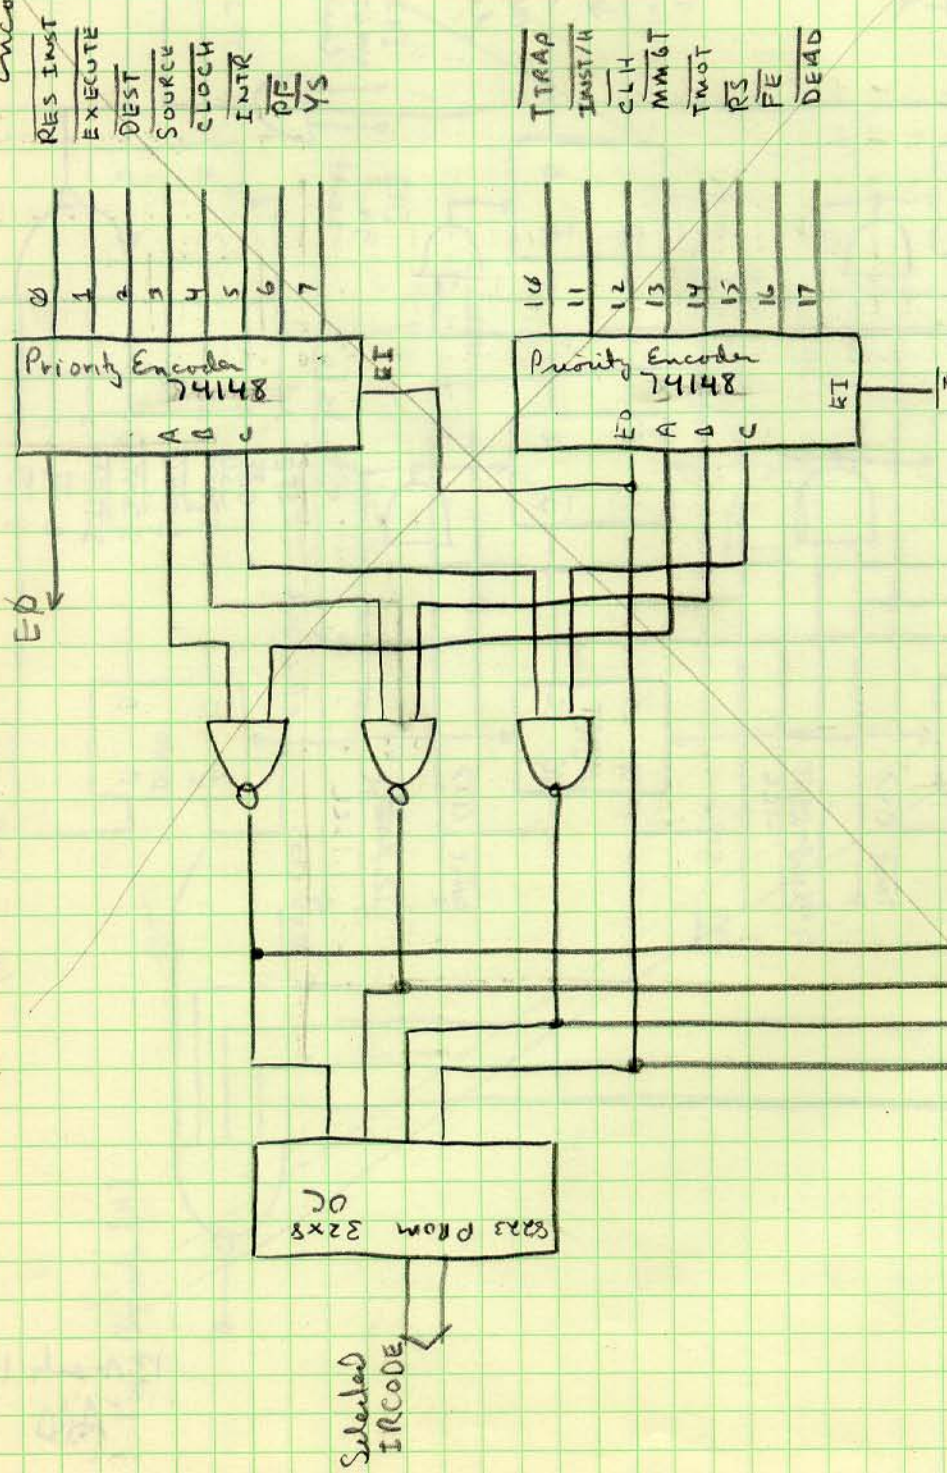 RES INST
EXECUTE
DEST
SOURCE
CLOCH
INTR
PF
YS
TTRAP
INST/H
CLH
MMGT
TMOT
RS
FE
DEAD
0 1 2 3 4 5 6 7
10 11 12 13 14 15 16 17
Priority Encoder
74148
EI
A B C
Priority Encoder
74148
EI
EO A B C
EO
8223 PROM 32x8
OC
Selected
IRCODE